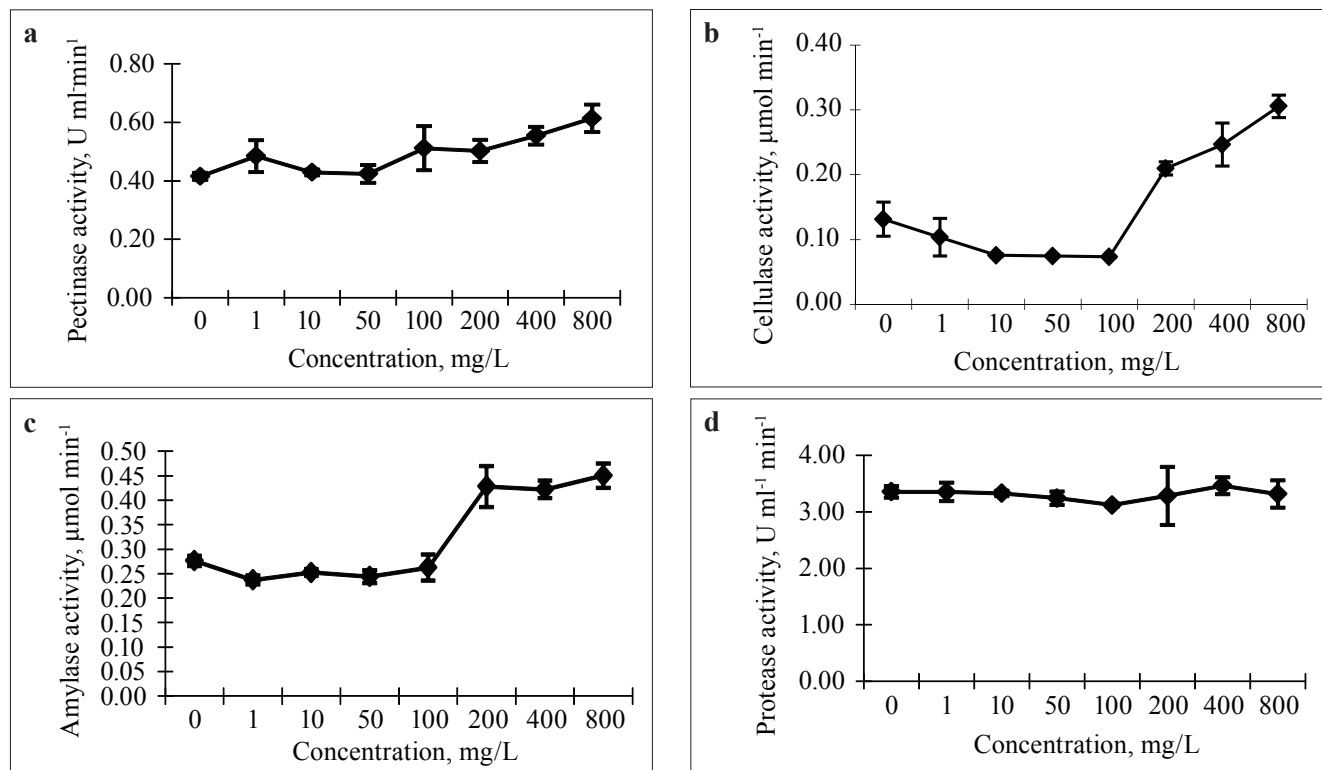 a
Pectinase activity, U ml-min¹
0.80
0.60
0.40
0.20
0.00
0 1 10 50 100 200 400 800
Concentration, mg/L
b
Cellulase activity, µmol min⁻¹
0.40
0.30
0.20
0.10
0.00
0 1 10 50 100 200 400 800
Concentration, mg/L
c
Amylase activity, µmol min⁻¹
0.50
0.45
0.40
0.35
0.30
0.25
0.20
0.15
0.10
0.05
0.00
0 1 10 50 100 200 400 800
Concentration, mg/L
d
Protease activity, U ml⁻¹ min⁻¹
4.00
3.00
2.00
1.00
0.00
0 1 10 50 100 200 400 800
Concentration, mg/L